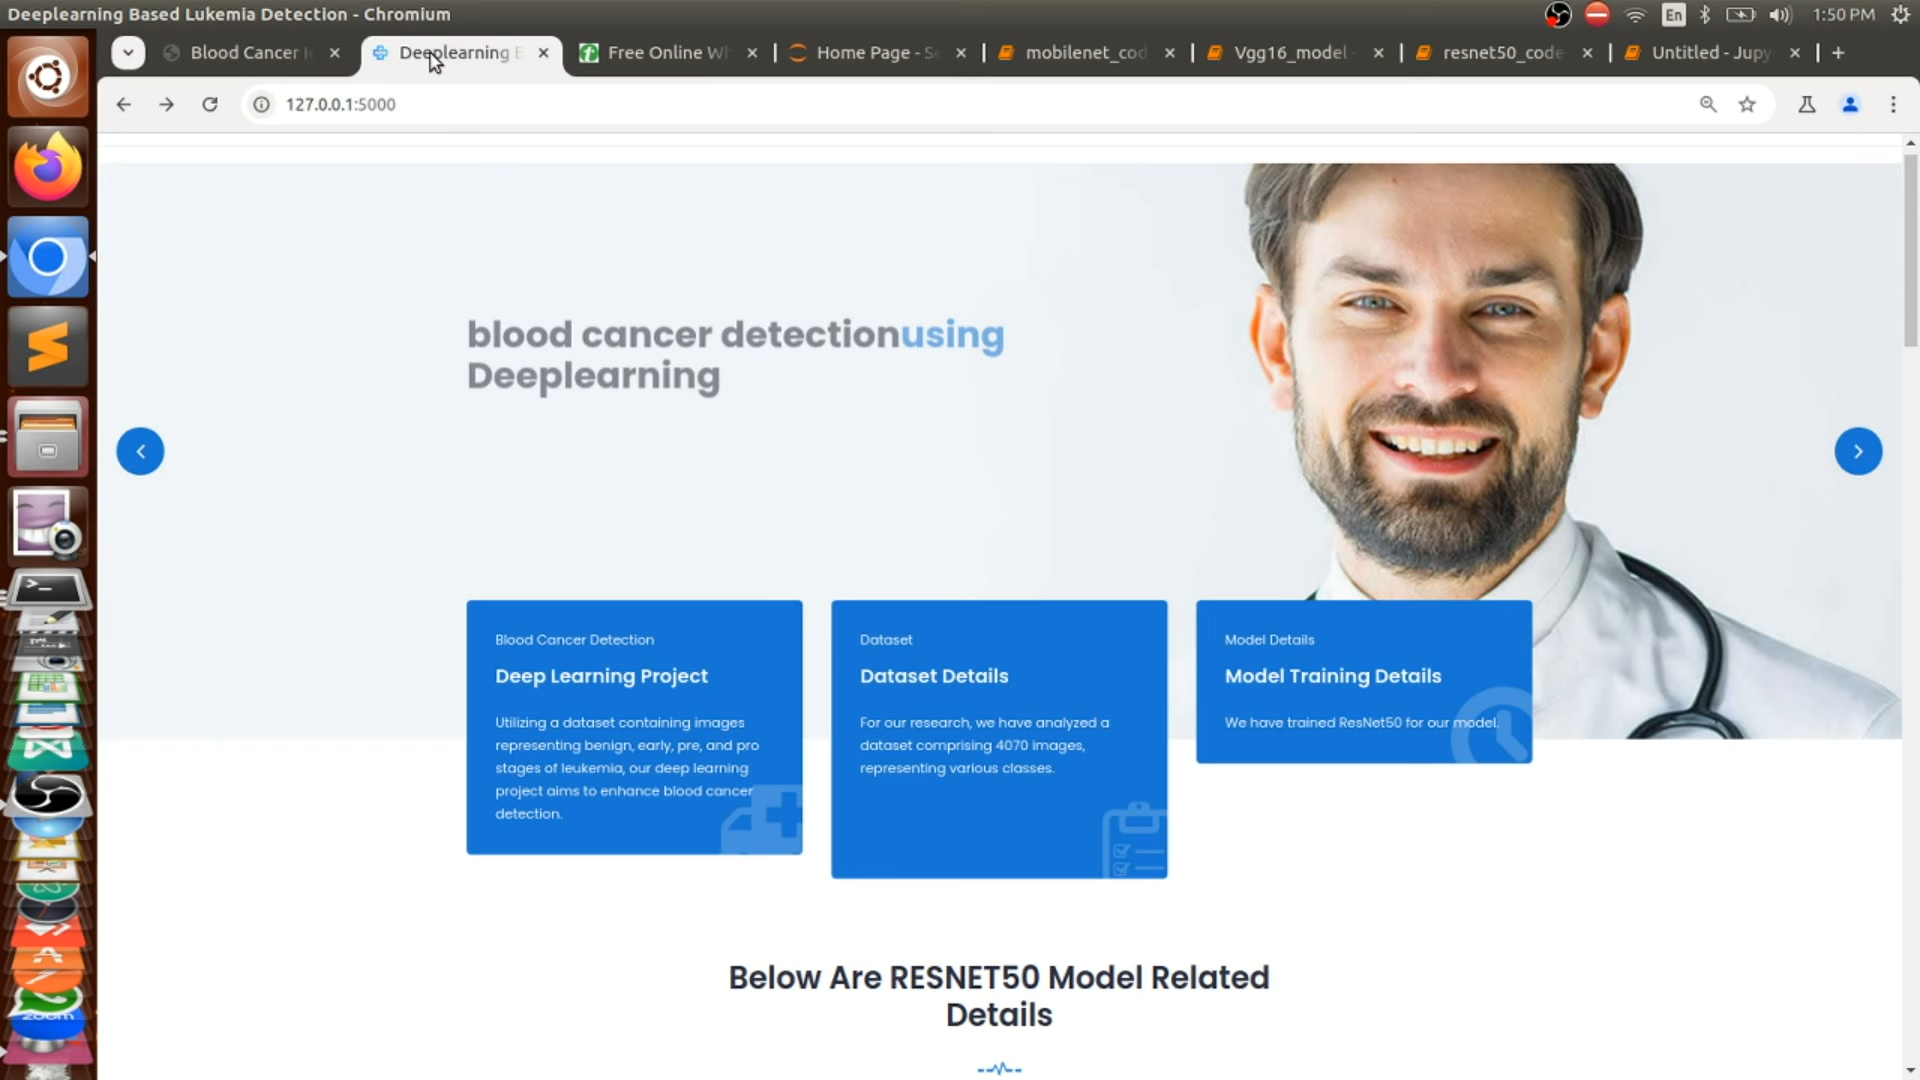 Deeplearning Based Lukemia Detection - Chromium
En
1:50 PM
Blood Cancer
Deeplearning
Free Online Wh
Home Page - Se
mobilenet_cod
Vgg16_model -
resnet50_code
Untitled - Jupy
127.0.0.1:5000
blood cancer detectionusing
Deeplearning
Blood Cancer Detection
Deep Learning Project
Utilizing a dataset containing images
representing benign, early, pre, and pro
stages of leukemia, our deep learning
project aims to enhance blood cancer
detection.
Dataset
Dataset Details
For our research, we have analyzed a
dataset comprising 4070 images,
representing various classes.
Model Details
Model Training Details
We have trained ResNet50 for our model.
Below Are RESNET50 Model Related
Details
zoom